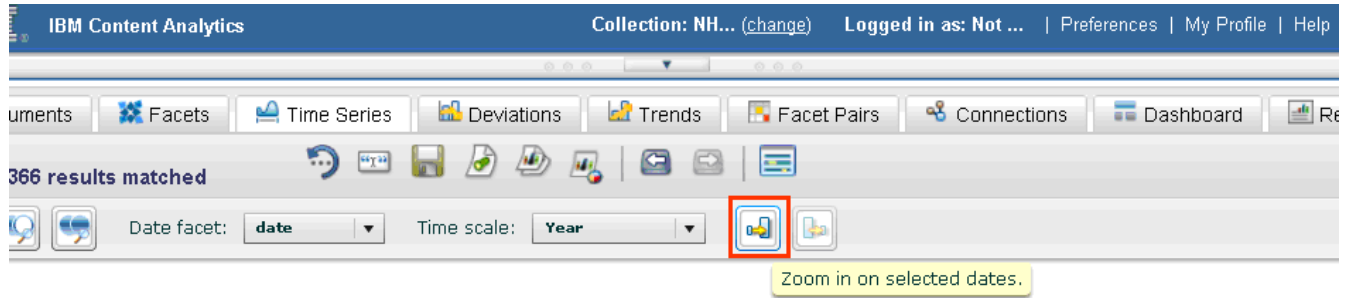 IBM Content Analytics Collection: NH... (change) Logged in as: Not ... | Preferences | My Profile | Help
uments Facets Time Series Deviations Trends Facet Pairs Connections Dashboard Re
366 results matched
Date facet: date Time scale: Year
Zoom in on selected dates.